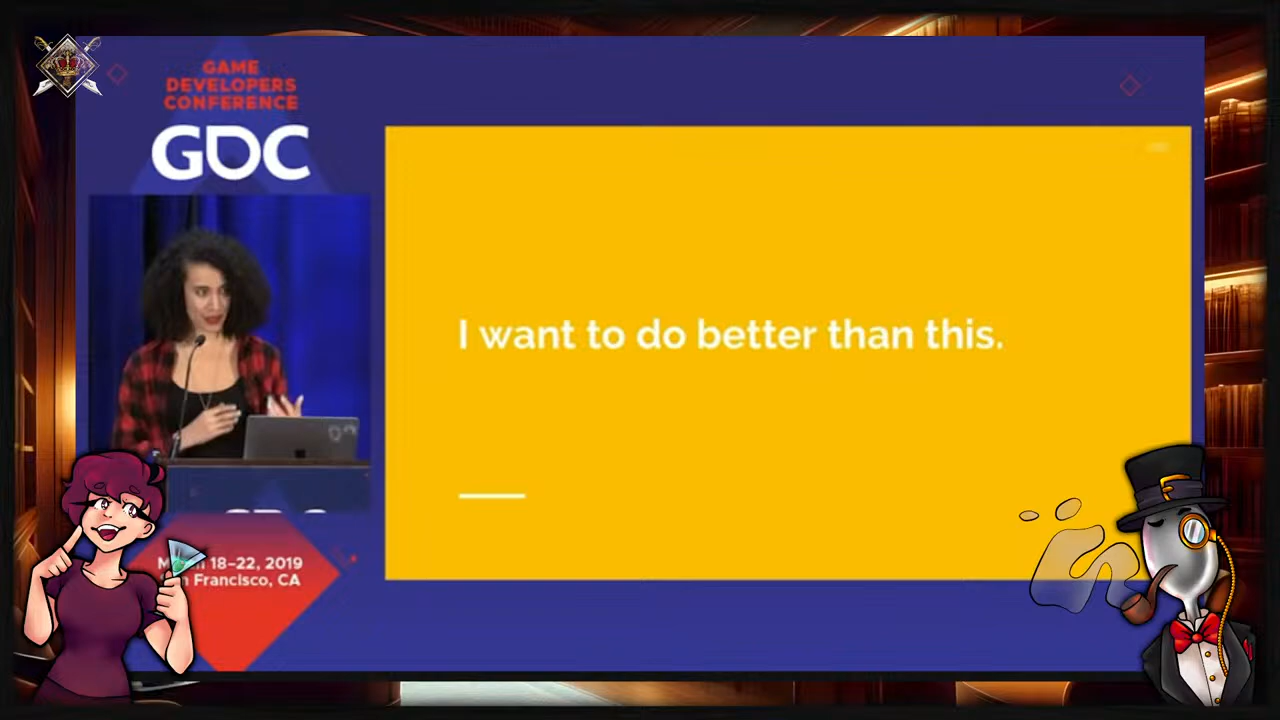 GAME
DEVELOPERS
CONFERENCE
GDC
I want to do better than this.
18–22, 2019
Francisco, CA